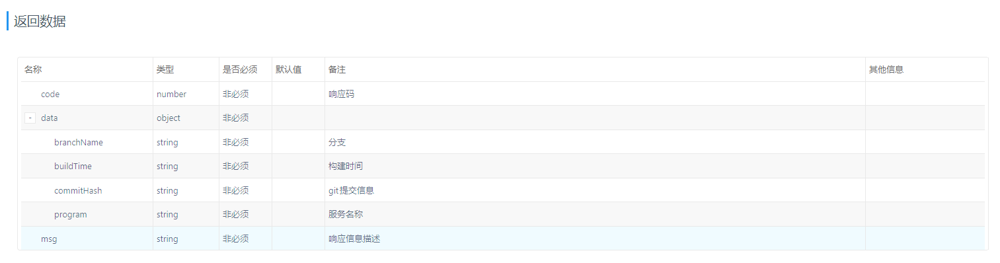 返回数据
名称 类型 是否必须 默认值 备注 其他信息
code number 非必须 响应码
- data object 非必须
branchName string 非必须 分支
buildTime string 非必须 构建时间
commitHash string 非必须 git提交信息
program string 非必须 服务名称
msg string 非必须 响应信息描述